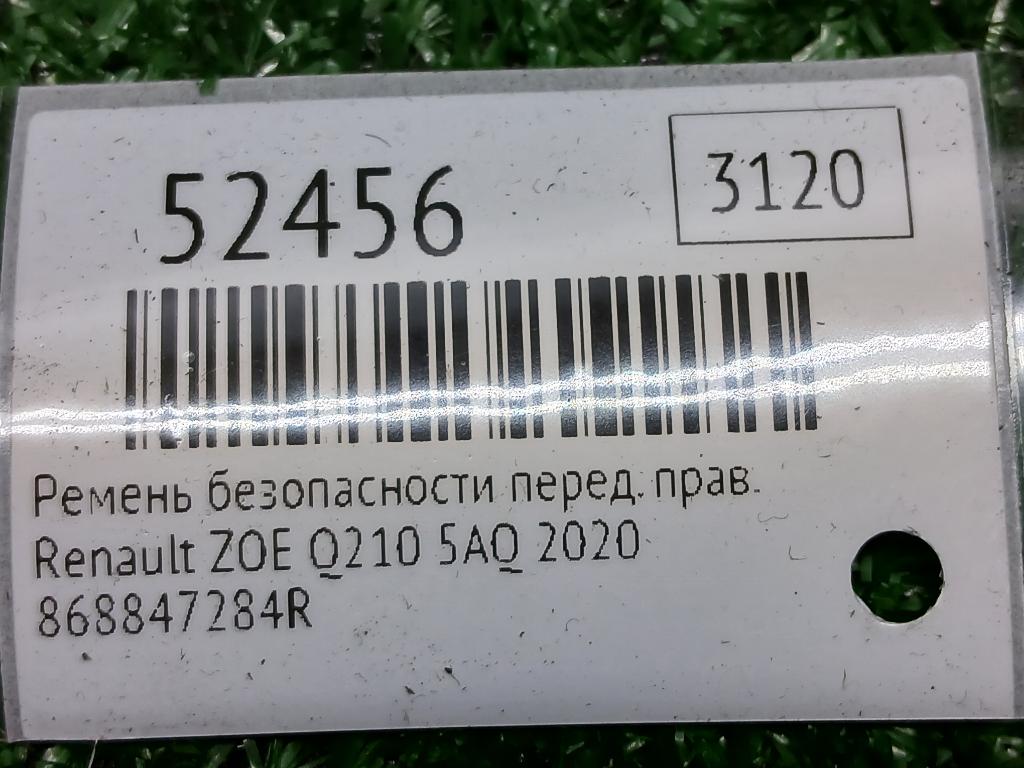 52456
3120
Ремень безопасности перед. прав.
Renault ZOE Q210 5AQ 2020
868847284R